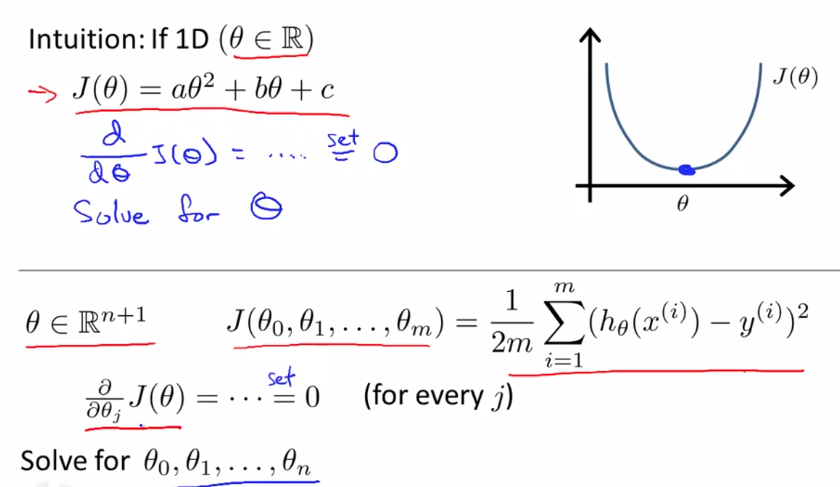 Intuition: If 1D (θ ∈ ℝ)
→ J(θ) = aθ² + bθ + c
d/dθ J(θ) = .... set = 0
Solve for θ
J(θ)
θ
θ ∈ ℝⁿ⁺¹ J(θ₀, θ₁, . . . , θₘ) = 1/2m ∑ᵢ₌₁ᵐ (h_θ(x⁽ⁱ⁾) − y⁽ⁱ⁾)²
∂/∂θⱼ J(θ) = ··· set = 0 (for every j)
Solve for θ₀, θ₁, . . . , θₙ